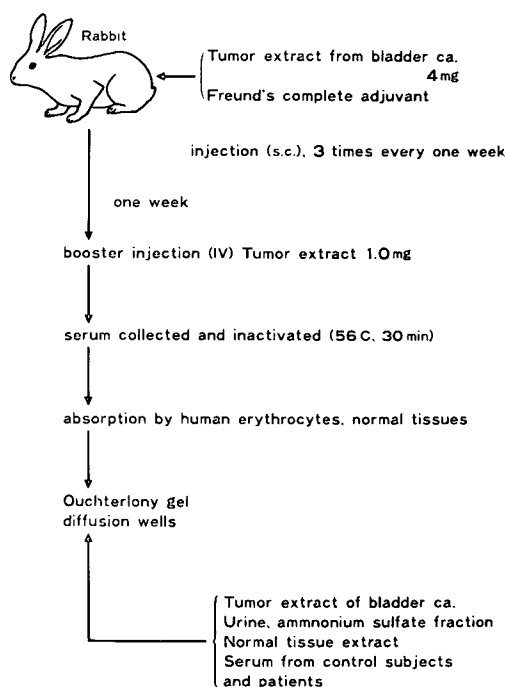 Rabbit
Tumor extract from bladder ca.
4mg
Freund's complete adjuvant
injection (s.c.), 3 times every one week
one week
booster injection (IV) Tumor extract 1.0mg
serum collected and inactivated (56C, 30min)
absorption by human erythrocytes, normal tissues
Ouchterlony gel
diffusion wells
Tumor extract of bladder ca.
Urine, ammnonium sulfate fraction
Normal tissue extract
Serum from control subjects
and patients